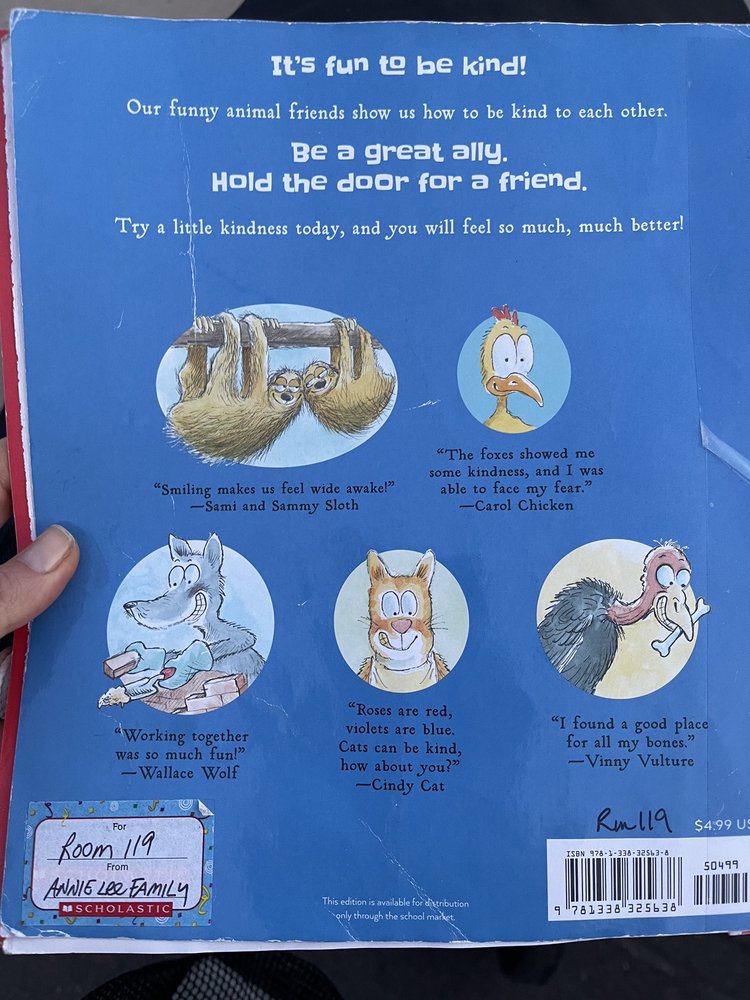 It's fun to be kind!
Our funny animal friends show us how to be kind to each other.
Be a great ally.
Hold the door for a friend.
Try a little kindness today, and you will feel so much, much better!
“Smiling makes us feel wide awake!”
—Sami and Sammy Sloth
“The foxes showed me
some kindness, and I was
able to face my fear.”
—Carol Chicken
“Working together
was so much fun!”
—Wallace Wolf
“Roses are red,
violets are blue.
Cats can be kind,
how about you?”
—Cindy Cat
“I found a good place
for all my bones.”
—Vinny Vulture
For
Room 119
From
ANNIE LEE FAMILY
SCHOLASTIC
This edition is available for distribution
only through the school market.
Rm 119
$4.99 US
ISBN 978-1-338-32563-8
50499
9 781338 325638